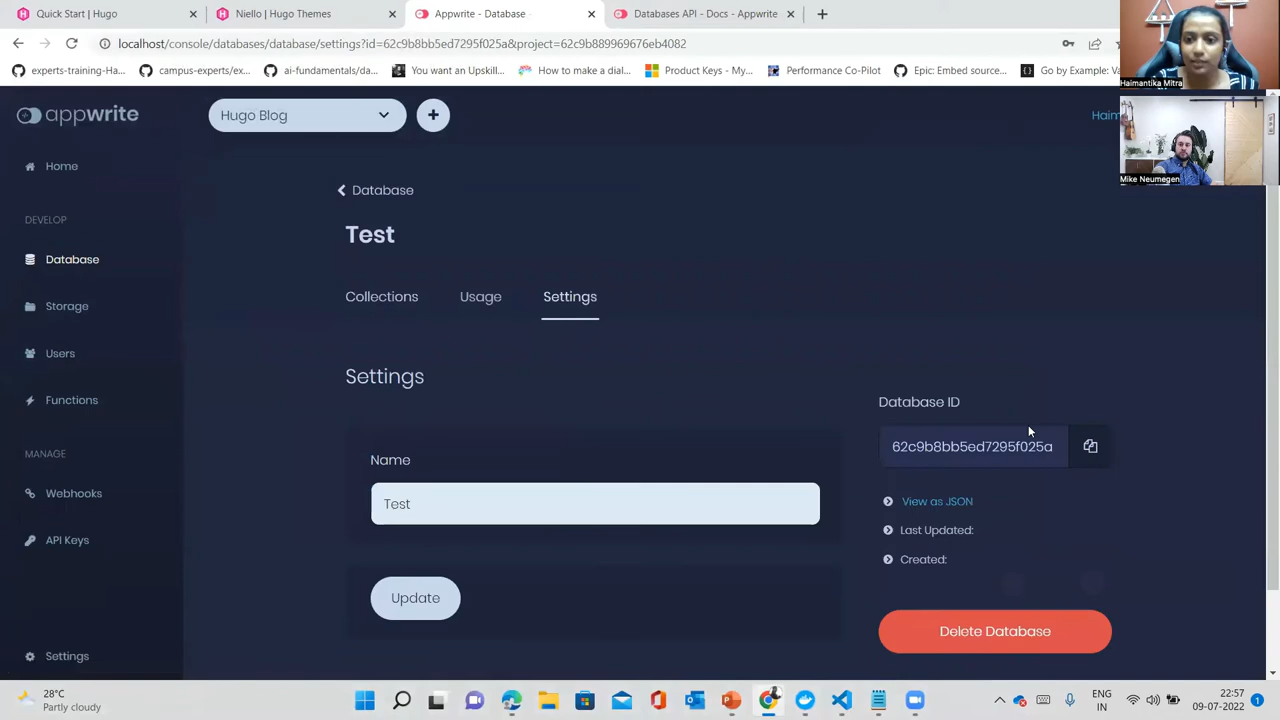 Quick Start | Hugo
Niello | Hugo Themes
Appwrite - Database
Databases API - Docs - Appwrite
localhost/console/databases/database/settings?id=62c9b8bb5ed7295f025a&project=62c9b889969676eb4082
experts-training-Ha...
campus-experts/ex...
ai-fundamentals/da...
You want an Upskill...
How to make a dial...
Product Keys - My...
Performance Co-Pilot
Epic: Embed source...
Go by Example: Va
Haimantika Mitra
Mike Neumegen
appwrite
Hugo Blog
Haim
Home
DEVELOP
Database
Storage
Users
Functions
MANAGE
Webhooks
API Keys
Settings
Database
Test
Collections
Usage
Settings
Settings
Name
Test
Update
Database ID
62c9b8bb5ed7295f025a
View as JSON
Last Updated:
Created:
Delete Database
28°C
Partly cloudy
ENG
IN
22:57
09-07-2022
1